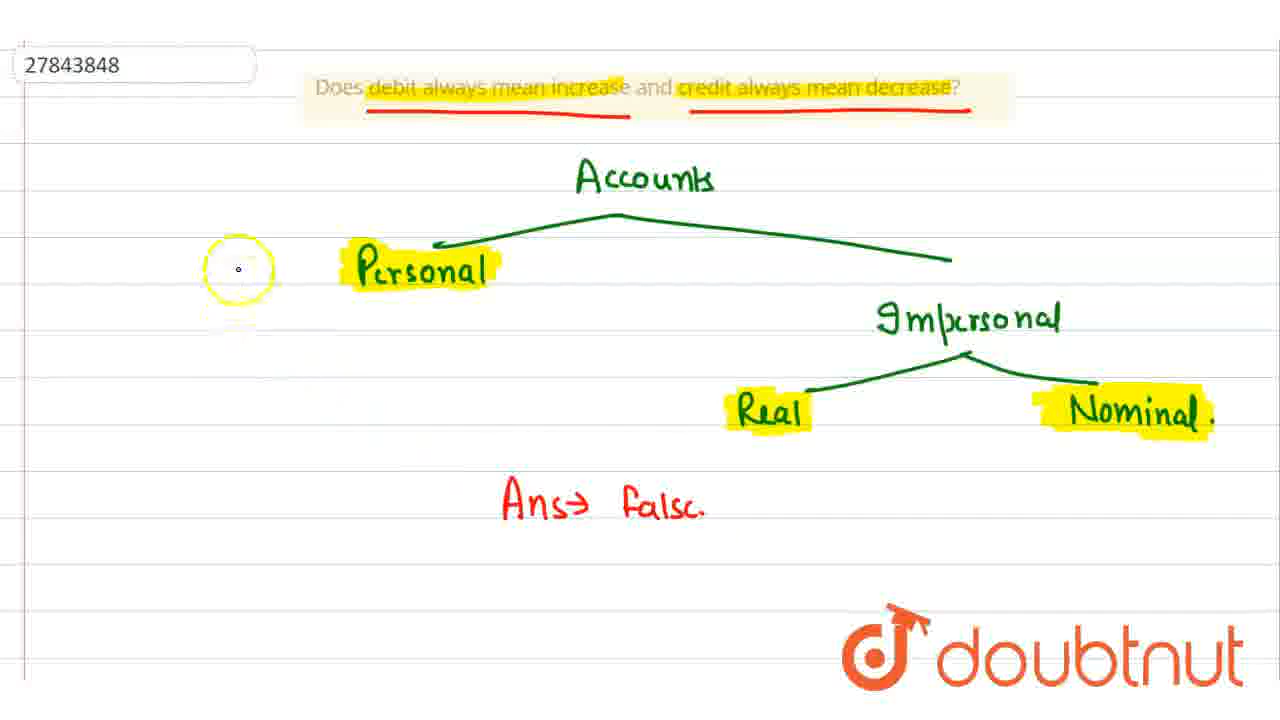 27843848
Does debit always mean increase and credit always mean decrease?
Accounts
Personal
Impersonal
Real
Nominal.
Ans→ False.
doubtnut